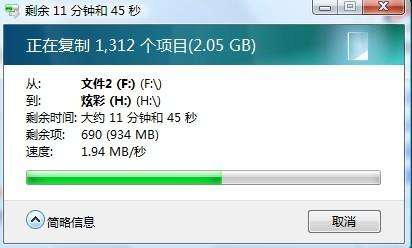 剩余 11 分钟和 45 秒
正在复制 1,312 个项目(2.05 GB)
从: 文件2 (F:) (F:\)
到: 炫彩 (H:) (H:\)
剩余时间: 大约 11 分钟和 45 秒
剩余项: 690 (934 MB)
速度: 1.94 MB/秒
简略信息
取消